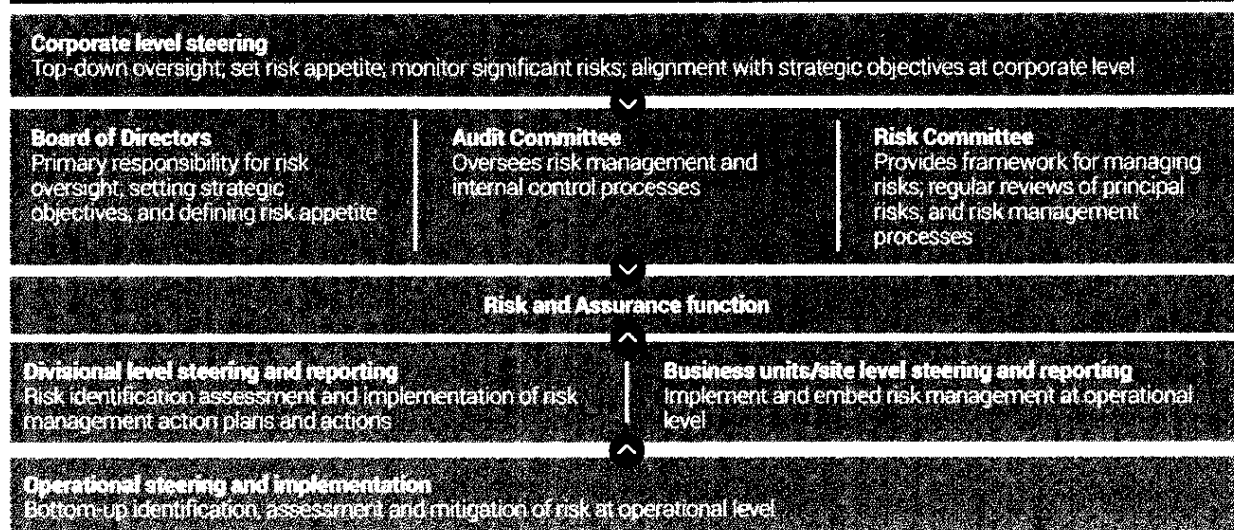 Corporate level steering
Top-down oversight; set risk appetite; monitor significant risks; alignment with strategic objectives at corporate level
Board of Directors
Primary responsibility for risk
oversight, setting strategic
objectives, and defining risk appetite
Audit Committee
Oversees risk management and
internal control processes
Risk Committee
Provides framework for managing
risks; regular reviews of principal
risks; and risk management
processes
Risk and Assurance function
Divisional level steering and reporting
Risk identification assessment and implementation of risk
management action plans and actions
Business units/site level steering and reporting
Implement and embed risk management at operational
level
Operational steering and implementation
Bottom-up identification, assessment and mitigation of risk at operational level